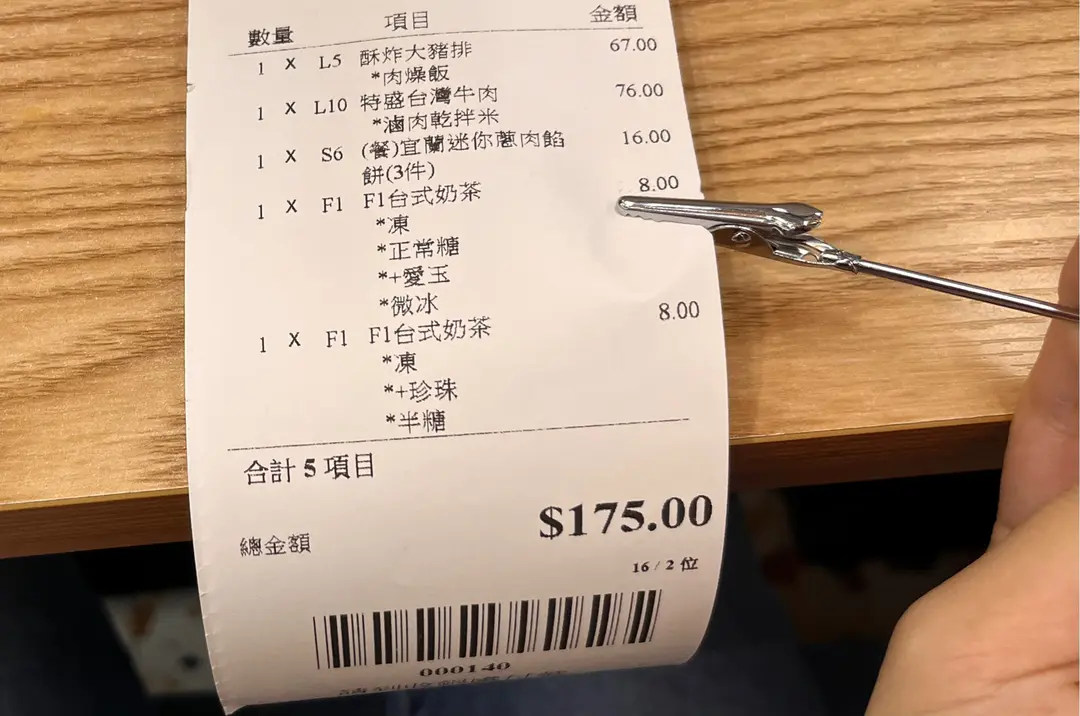 數量 項目 金額
1 X L5 酥炸大豬排 67.00
*肉燥飯
1 X L10 特盛台灣牛肉 76.00
*滷肉乾拌米
1 X S6 (餐)宜蘭迷你蔥肉餡 16.00
餅(3件)
1 X F1 F1台式奶茶 8.00
*凍
*正常糖
*+愛玉
*微冰
1 X F1 F1台式奶茶 8.00
*凍
*+珍珠
*半糖
合計 5 項目
總金額 $175.00
16 / 2 位
000140